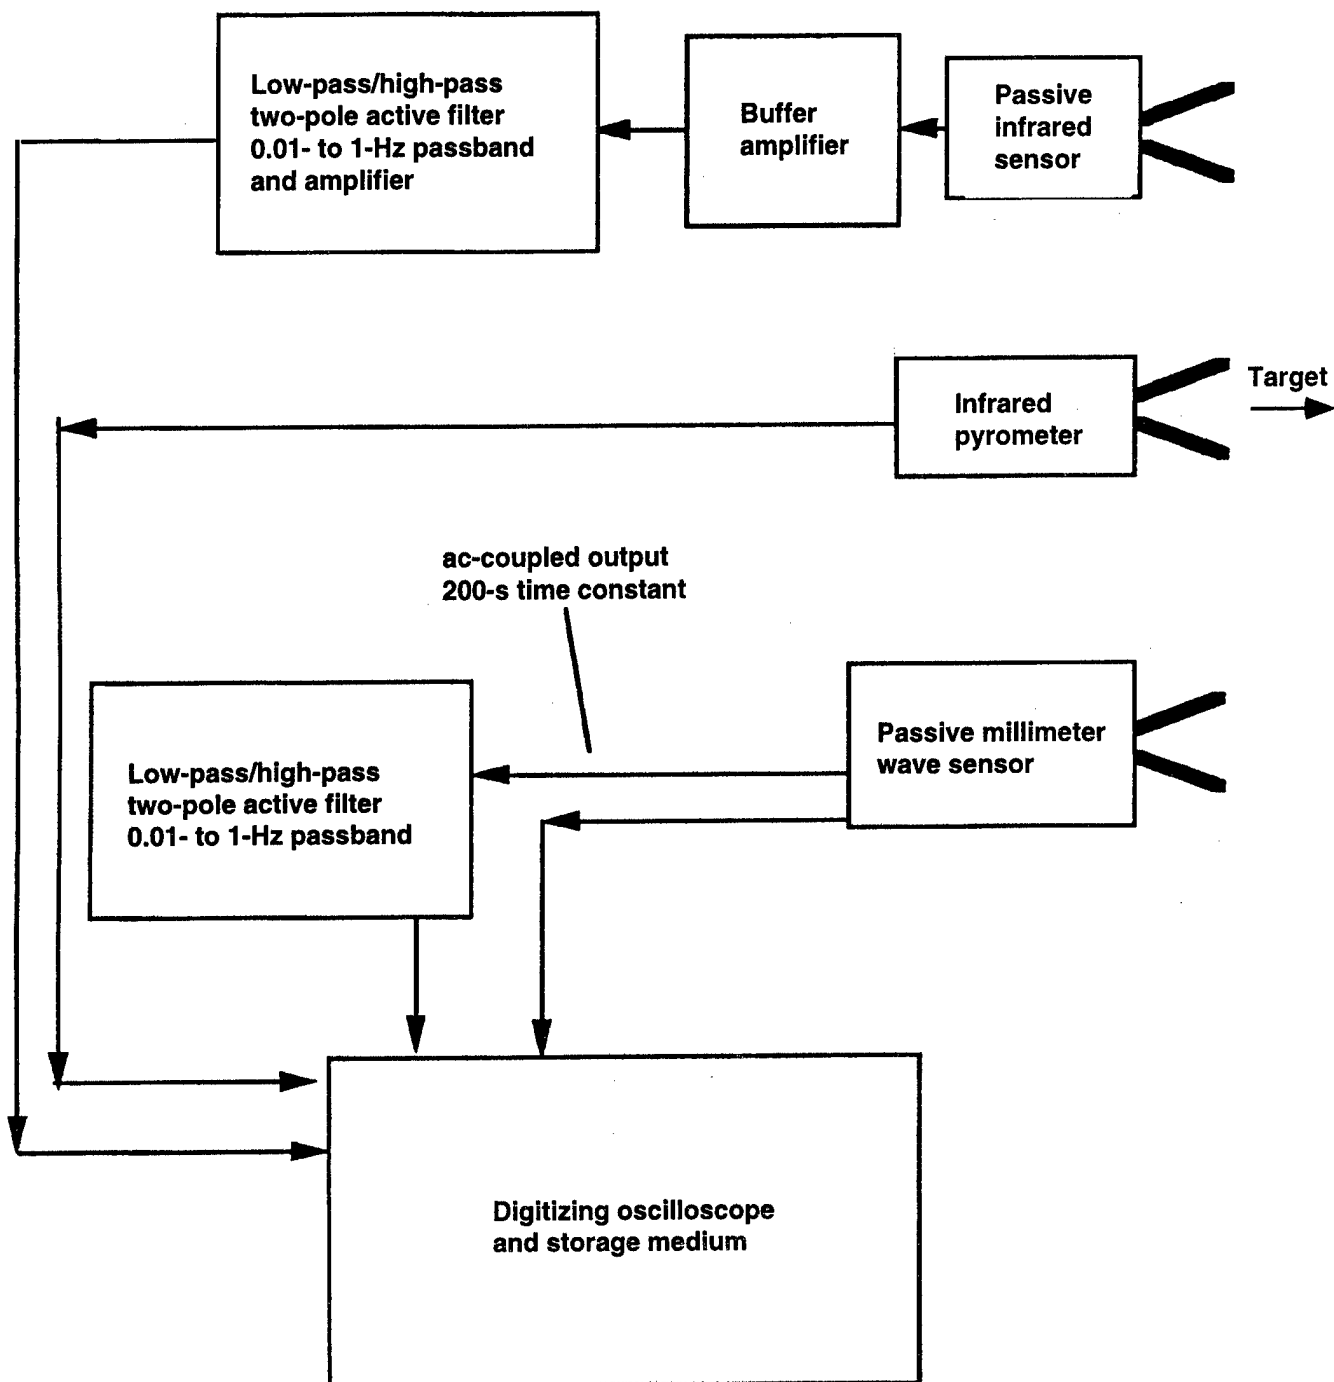 Low-pass/high-pass
two-pole active filter
0.01- to 1-Hz passband
and amplifier
Buffer
amplifier
Passive
infrared
sensor
Infrared
pyrometer
Target
ac-coupled output
200-s time constant
Low-pass/high-pass
two-pole active filter
0.01- to 1-Hz passband
Passive millimeter
wave sensor
Digitizing oscilloscope
and storage medium